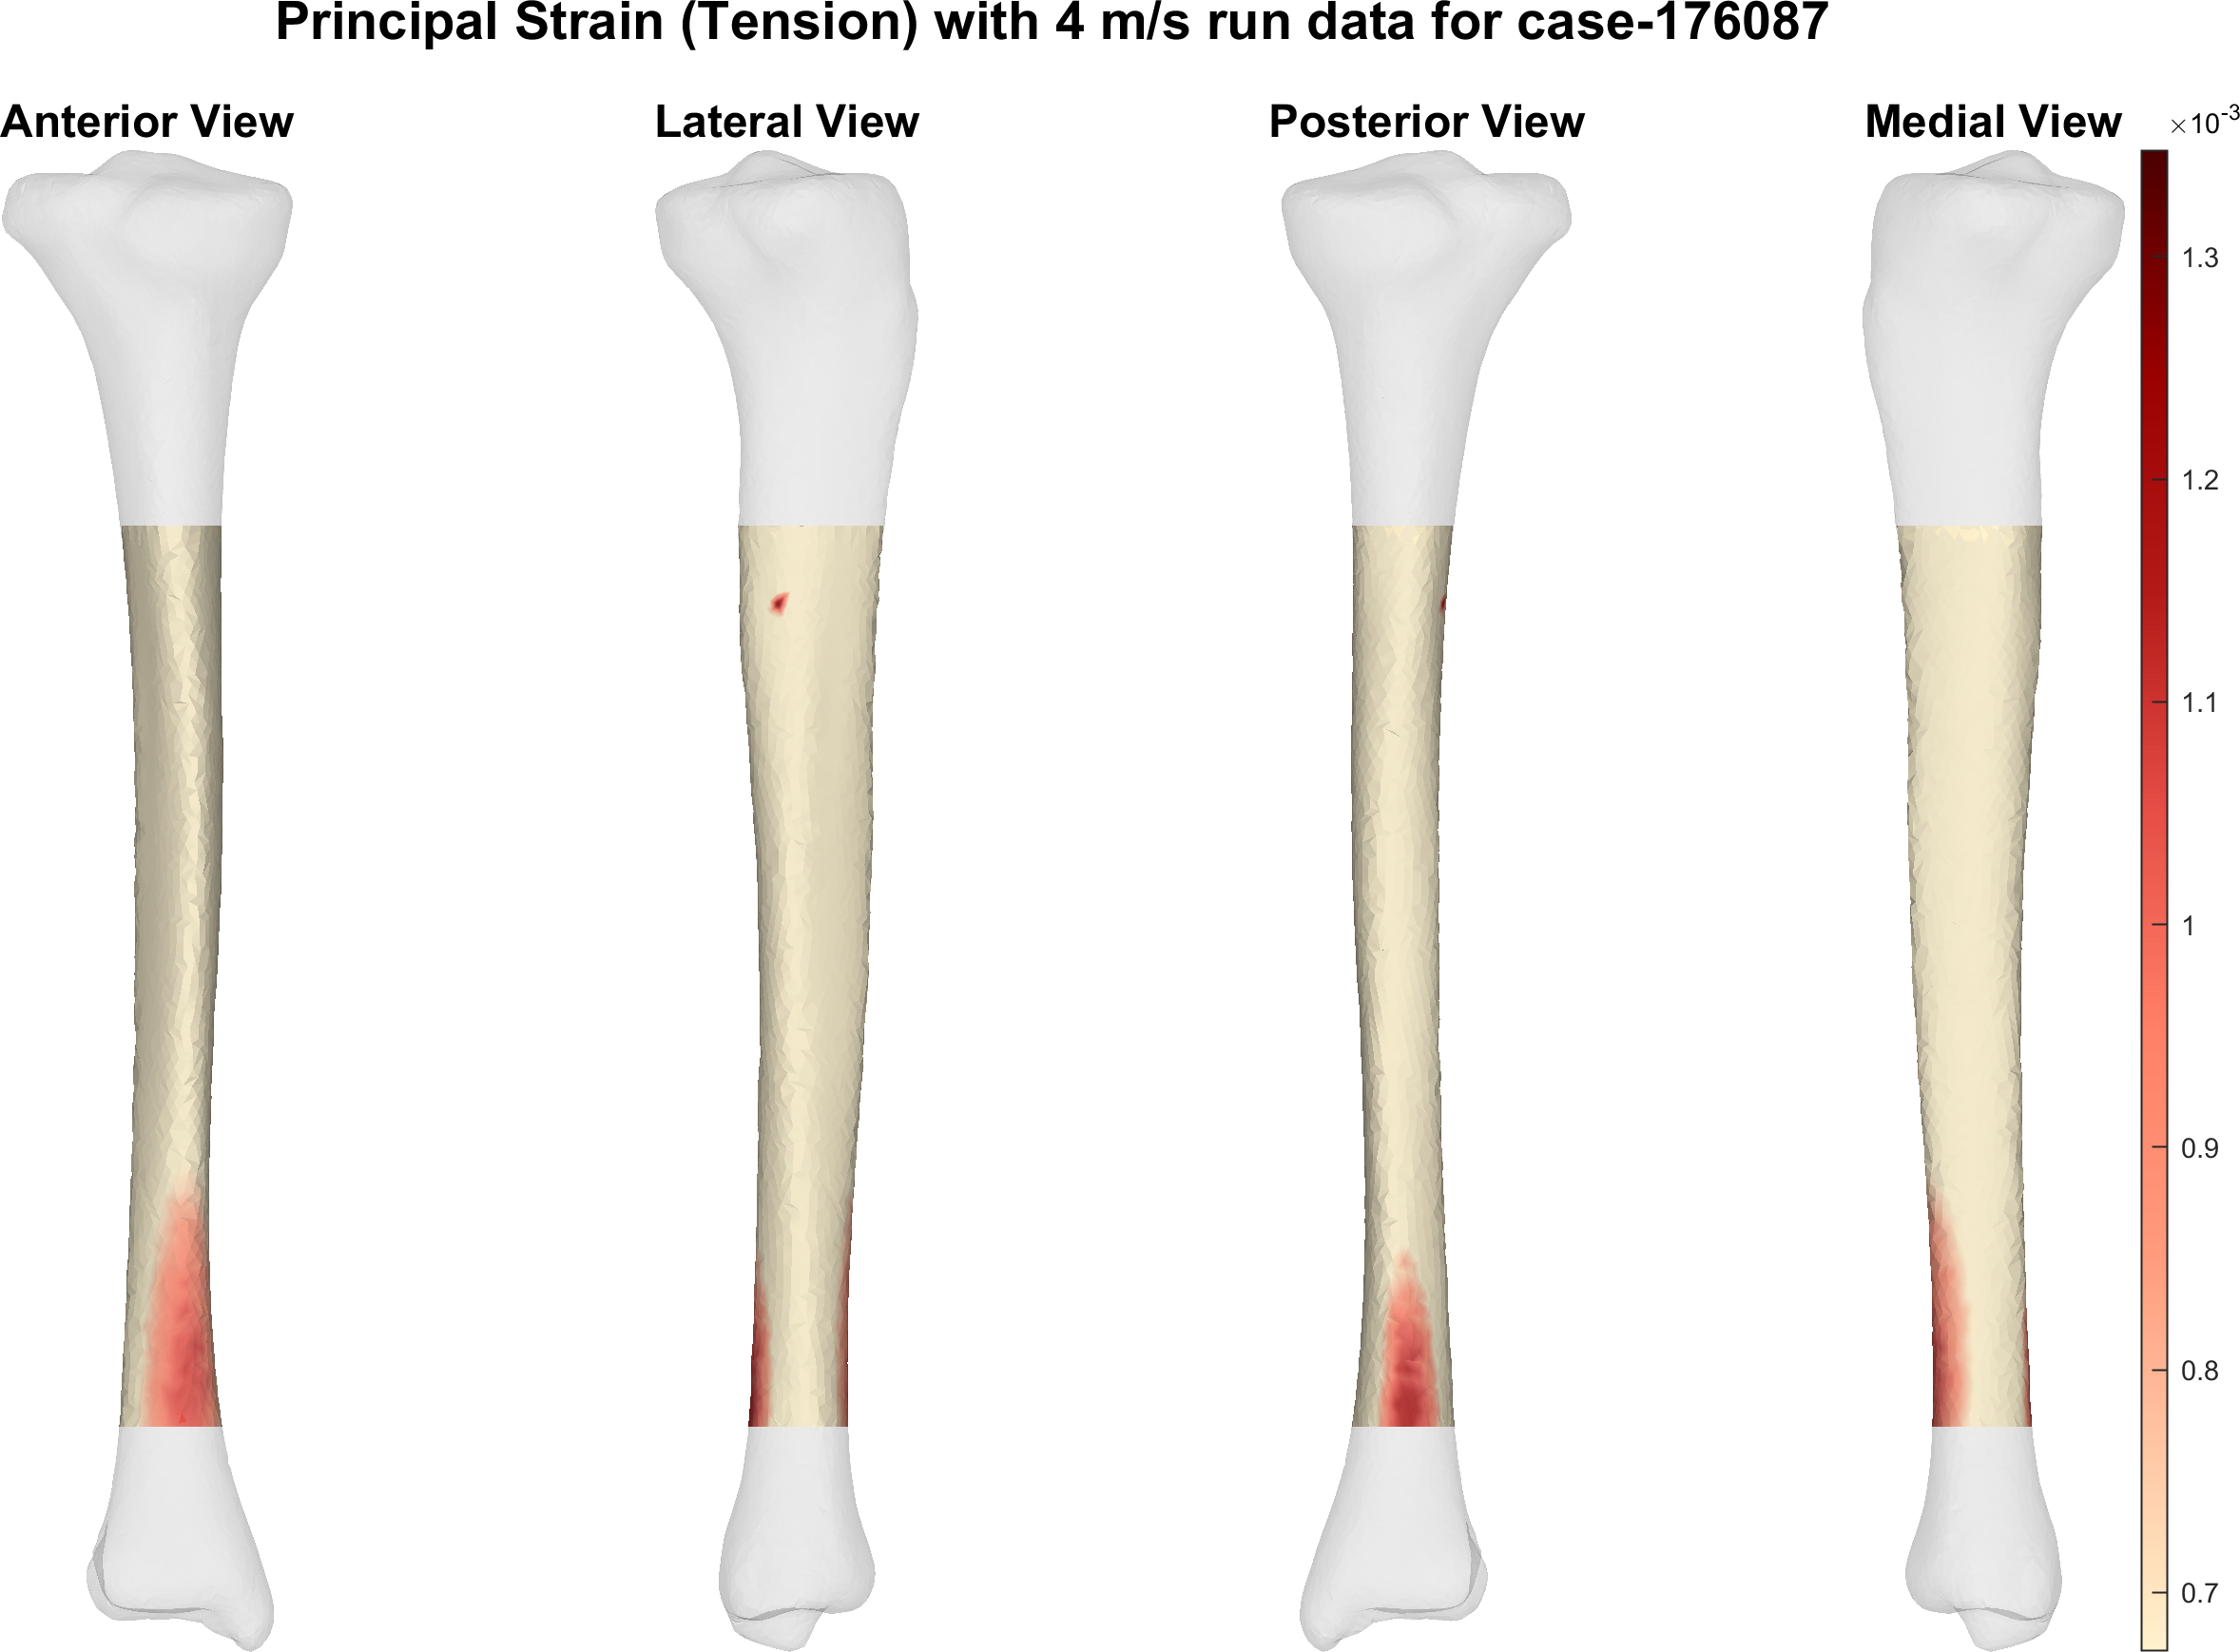 Principal Strain (Tension) with 4 m/s run data for case-176087
Anterior View
Lateral View
Posterior View
Medial View
×10⁻³
1.3
1.2
1.1
1
0.9
0.8
0.7